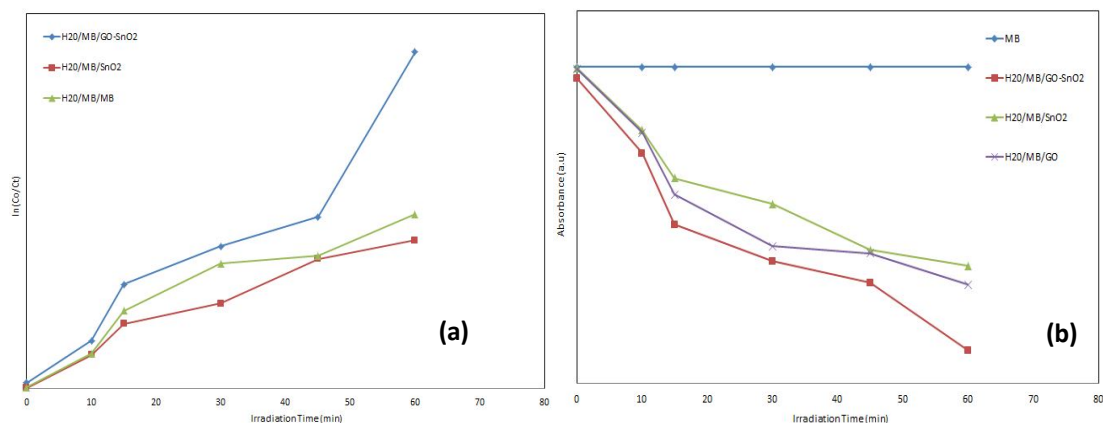 H20/MB/GO-SnO2
H20/MB/SnO2
H20/MB/MB
ln(Co/Ct)
(a)
0 10 20 30 40 50 60 70 80
Irradiation Time (min)
MB
H20/MB/GO-SnO2
H20/MB/SnO2
H20/MB/GO
Absorbance (a.u)
(b)
0 10 20 30 40 50 60 70 80
Irradiation Time (min)